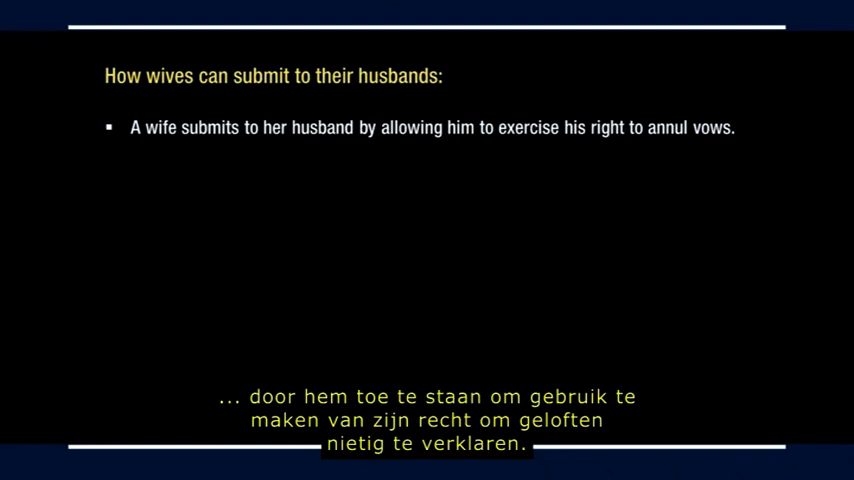 How wives can submit to their husbands:
▪ A wife submits to her husband by allowing him to exercise his right to annul vows.
... door hem toe te staan om gebruik te
maken van zijn recht om geloften
nietig te verklaren.